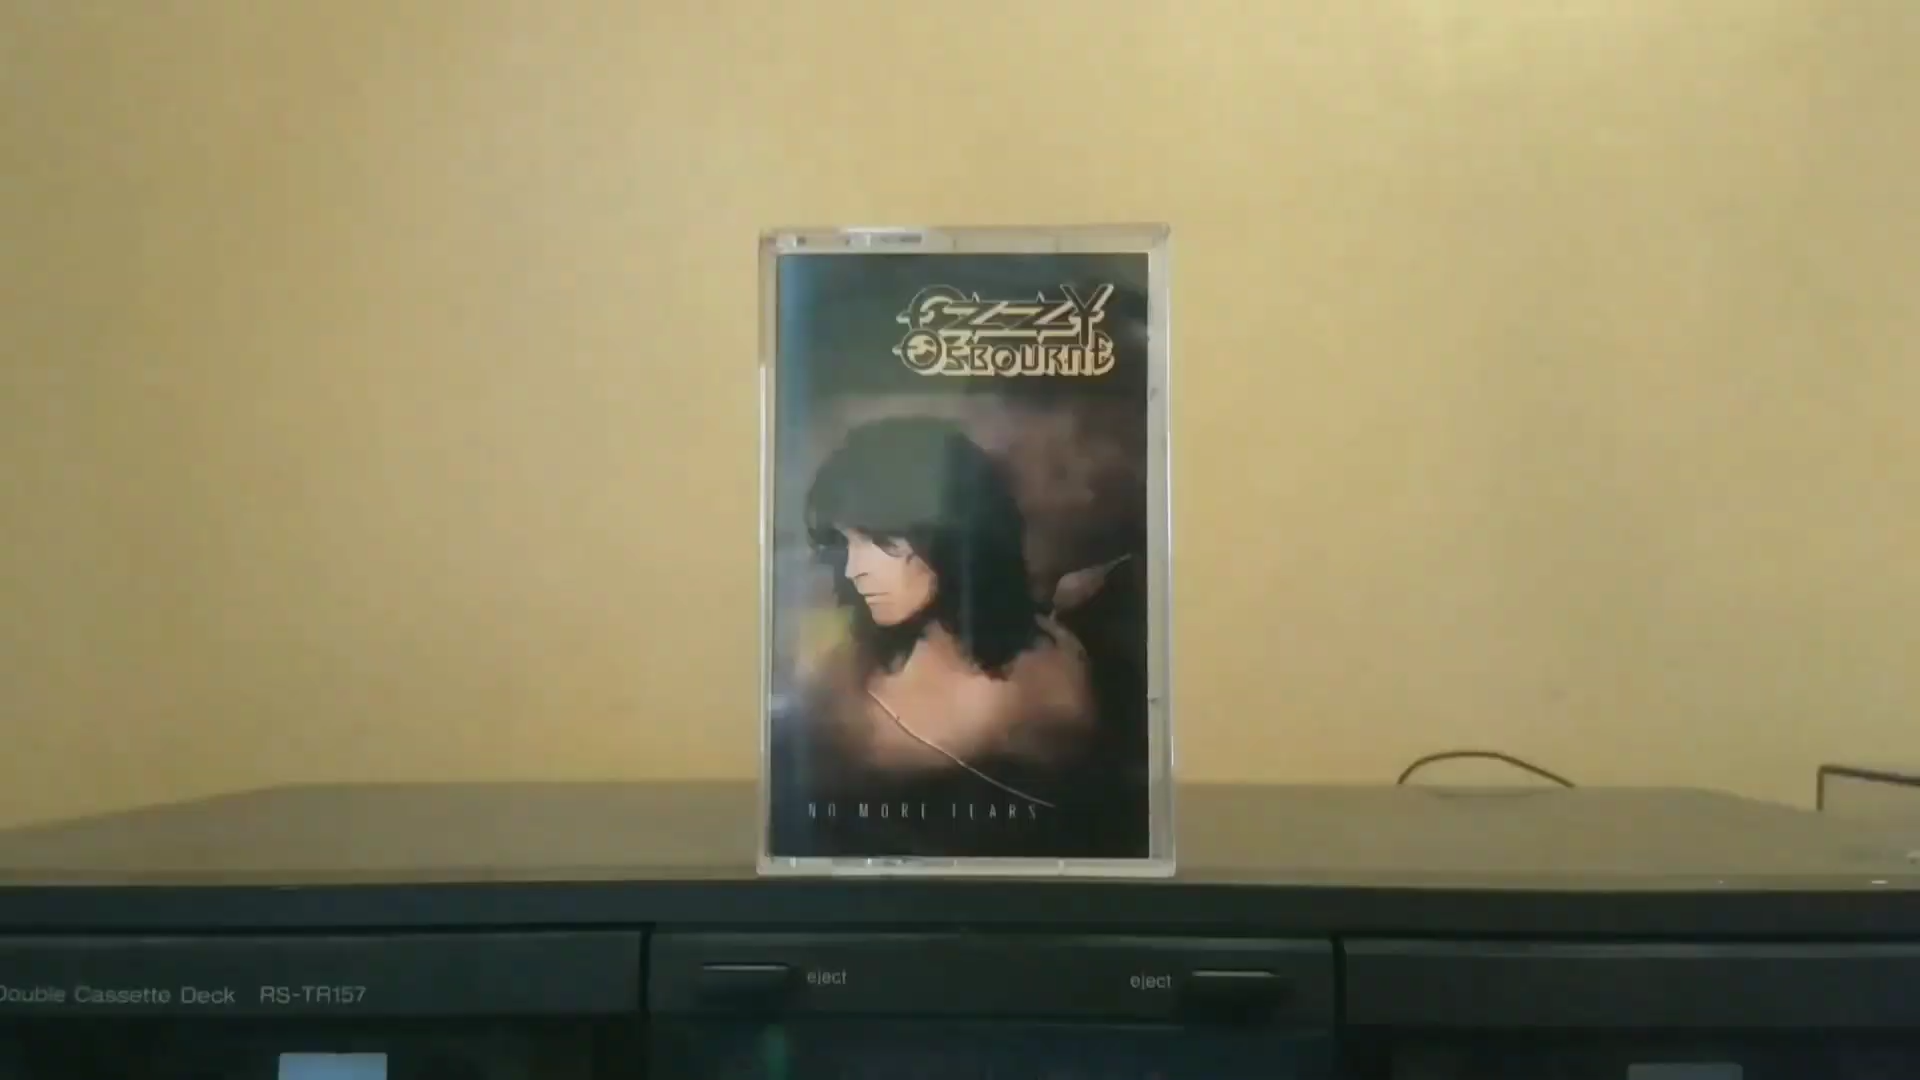 OZZY
OSBOURNE
NO MORE TEARS
Double Cassette Deck RS-TR157
eject
eject